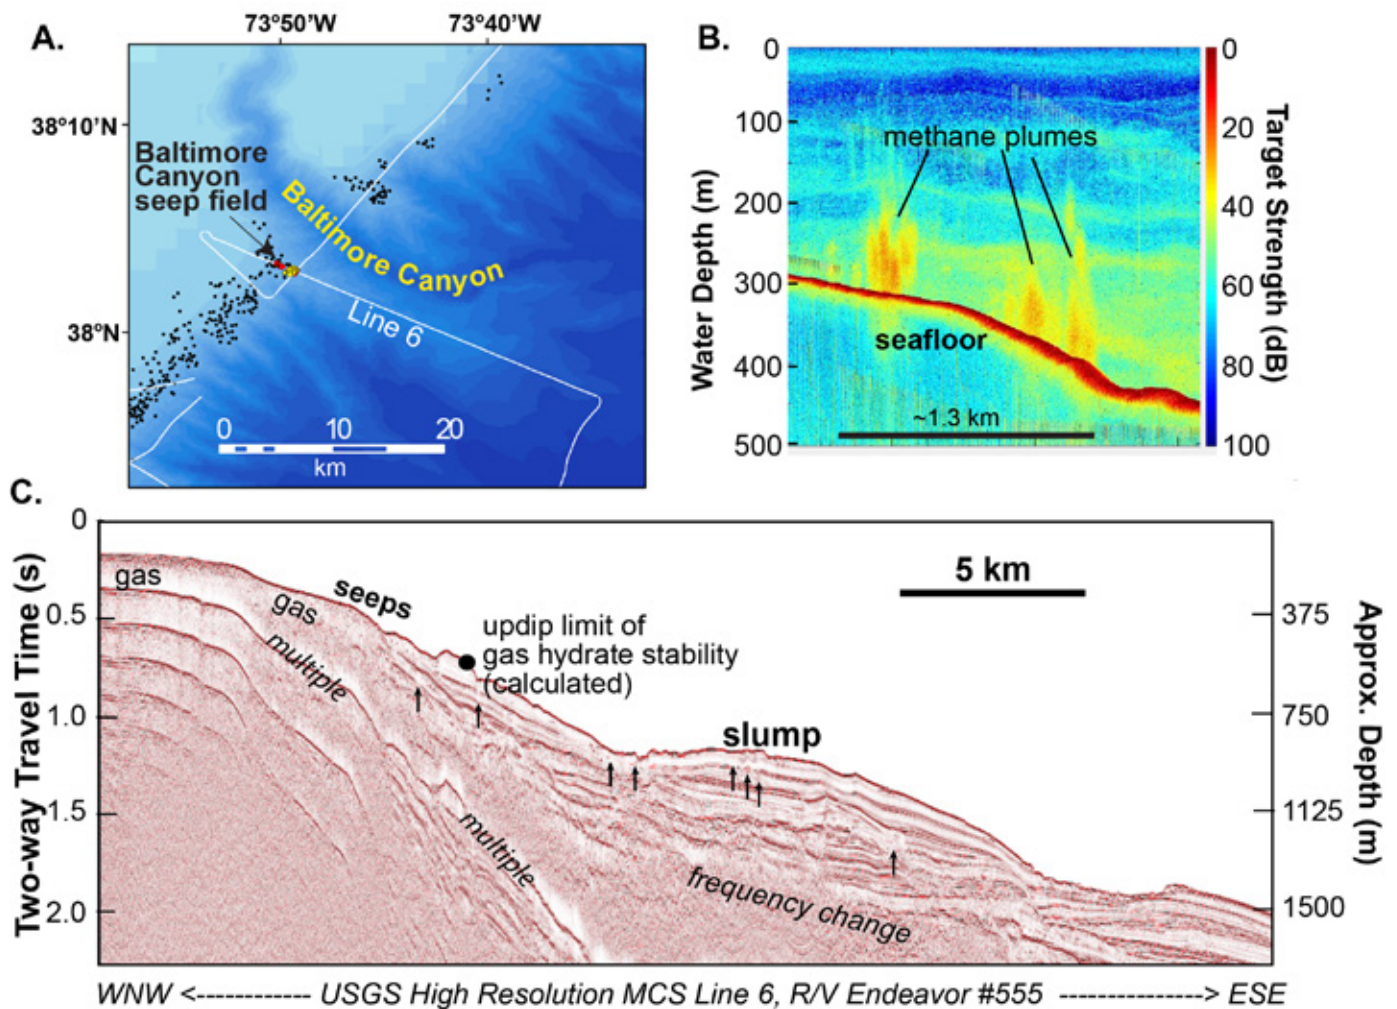 A.
73°50'W
73°40'W
38°10'N
38°N
Baltimore
Canyon
seep field
Baltimore Canyon
Line 6
0 10 20
km
B.
0
100
200
300
400
500
Water Depth (m)
methane plumes
seafloor
~1.3 km
0
20
40
60
80
100
Target Strength (dB)
C.
0
0.5
1.0
1.5
2.0
Two-way Travel Time (s)
gas
gas
seeps
multiple
multiple
updip limit of
gas hydrate stability
(calculated)
slump
frequency change
5 km
375
750
1125
1500
Approx. Depth (m)
WNW <----------- USGS High Resolution MCS Line 6, R/V Endeavor #555 --------------> ESE